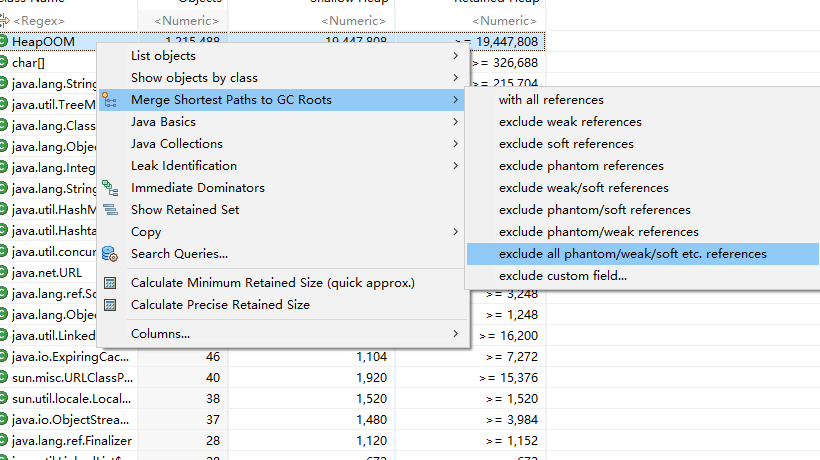 Class Name Objects Shallow Heap Retained Heap
<Regex> <Numeric> <Numeric> <Numeric>
HeapOOM 1,215,488 19,447,808 >= 19,447,808
char[] >= 326,688
java.lang.String >= 215,704
java.util.TreeM
java.lang.Class
java.lang.Obje
java.lang.Integ
java.lang.String
java.util.HashM
java.util.Hashta
java.util.concu
java.net.URL
java.lang.ref.So >= 3,248
java.lang.Objec >= 1,248
java.util.Linked >= 16,200
java.io.ExpiringCac... 46 1,104 >= 7,272
sun.misc.URLClassP... 40 1,920 >= 15,376
sun.util.locale.Local... 38 1,520 >= 1,520
java.io.ObjectStrea... 37 1,480 >= 3,984
java.lang.ref.Finalizer 28 1,120 >= 1,152
List objects
Show objects by class
Merge Shortest Paths to GC Roots
Java Basics
Java Collections
Leak Identification
Immediate Dominators
Show Retained Set
Copy
Search Queries...
Calculate Minimum Retained Size (quick approx.)
Calculate Precise Retained Size
Columns...
with all references
exclude weak references
exclude soft references
exclude phantom references
exclude weak/soft references
exclude phantom/soft references
exclude phantom/weak references
exclude all phantom/weak/soft etc. references
exclude custom field...